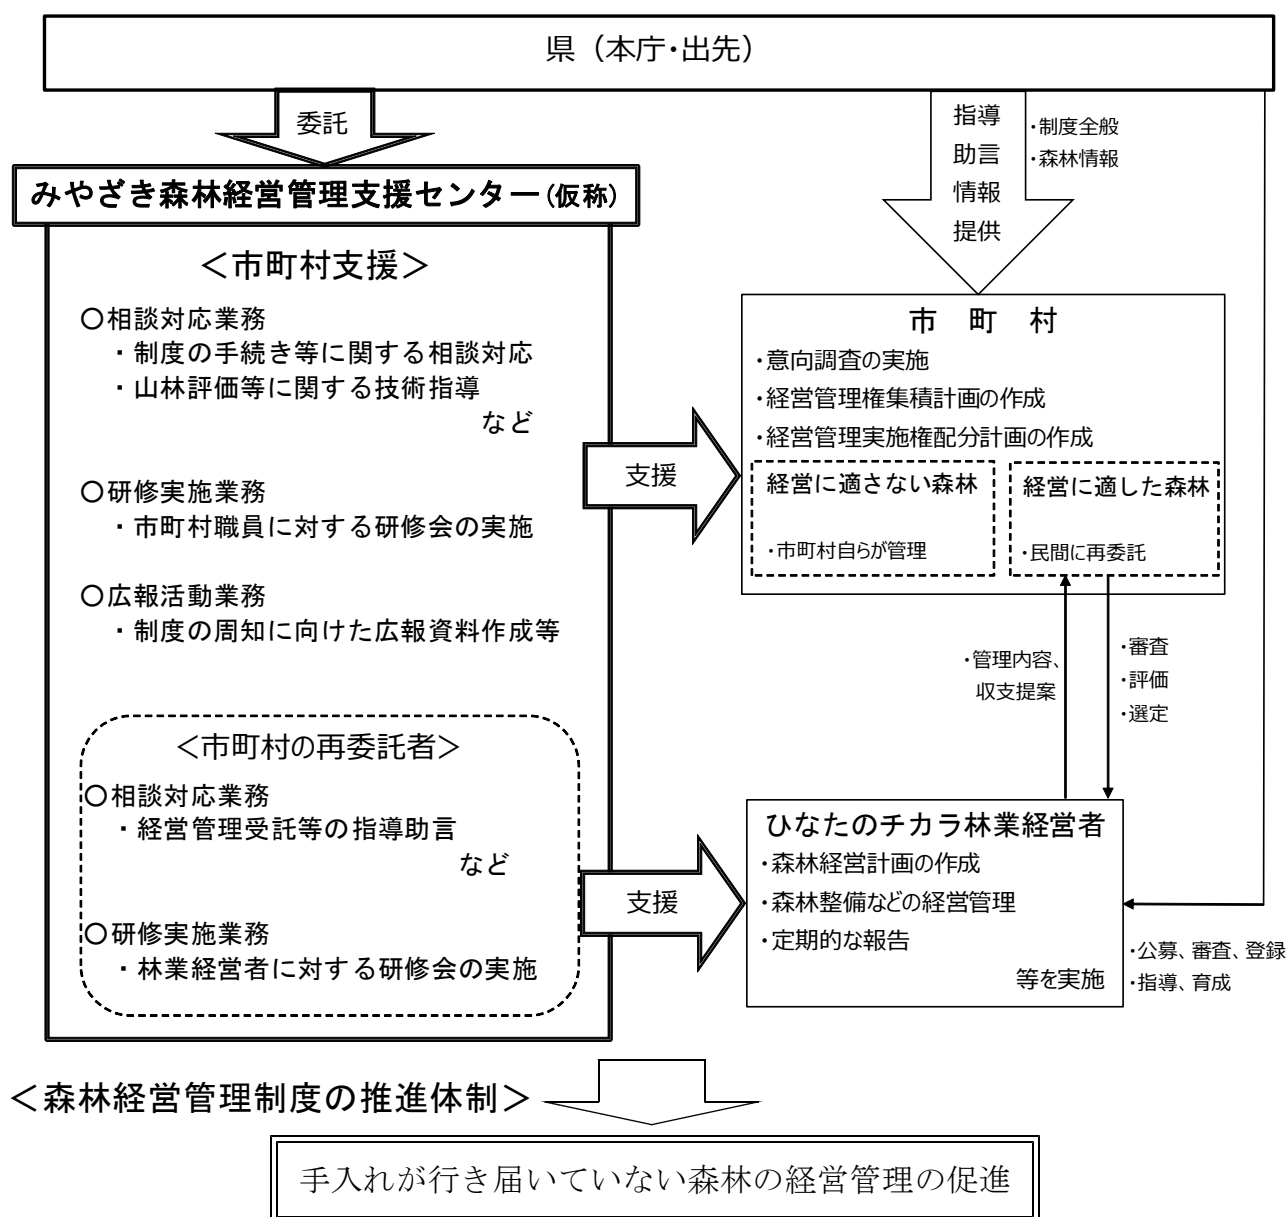 県（本庁・出先）
委託
指導
助言
情報
提供
・制度全般
・森林情報
みやざき森林経営管理支援センター(仮称)
＜市町村支援＞
〇相談対応業務
・制度の手続き等に関する相談対応
・山林評価等に関する技術指導
など
〇研修実施業務
・市町村職員に対する研修会の実施
〇広報活動業務
・制度の周知に向けた広報資料作成等
＜市町村の再委託者＞
〇相談対応業務
・経営管理受託等の指導助言
など
〇研修実施業務
・林業経営者に対する研修会の実施
支援
支援
市　町　村
・意向調査の実施
・経営管理権集積計画の作成
・経営管理実施権配分計画の作成
経営に適さない森林
・市町村自らが管理
経営に適した森林
・民間に再委託
・管理内容、
収支提案
・審査
・評価
・選定
ひなたのチカラ林業経営者
・森林経営計画の作成
・森林整備などの経営管理
・定期的な報告
等を実施
・公募、審査、登録
・指導、育成
＜森林経営管理制度の推進体制＞
手入れが行き届いていない森林の経営管理の促進